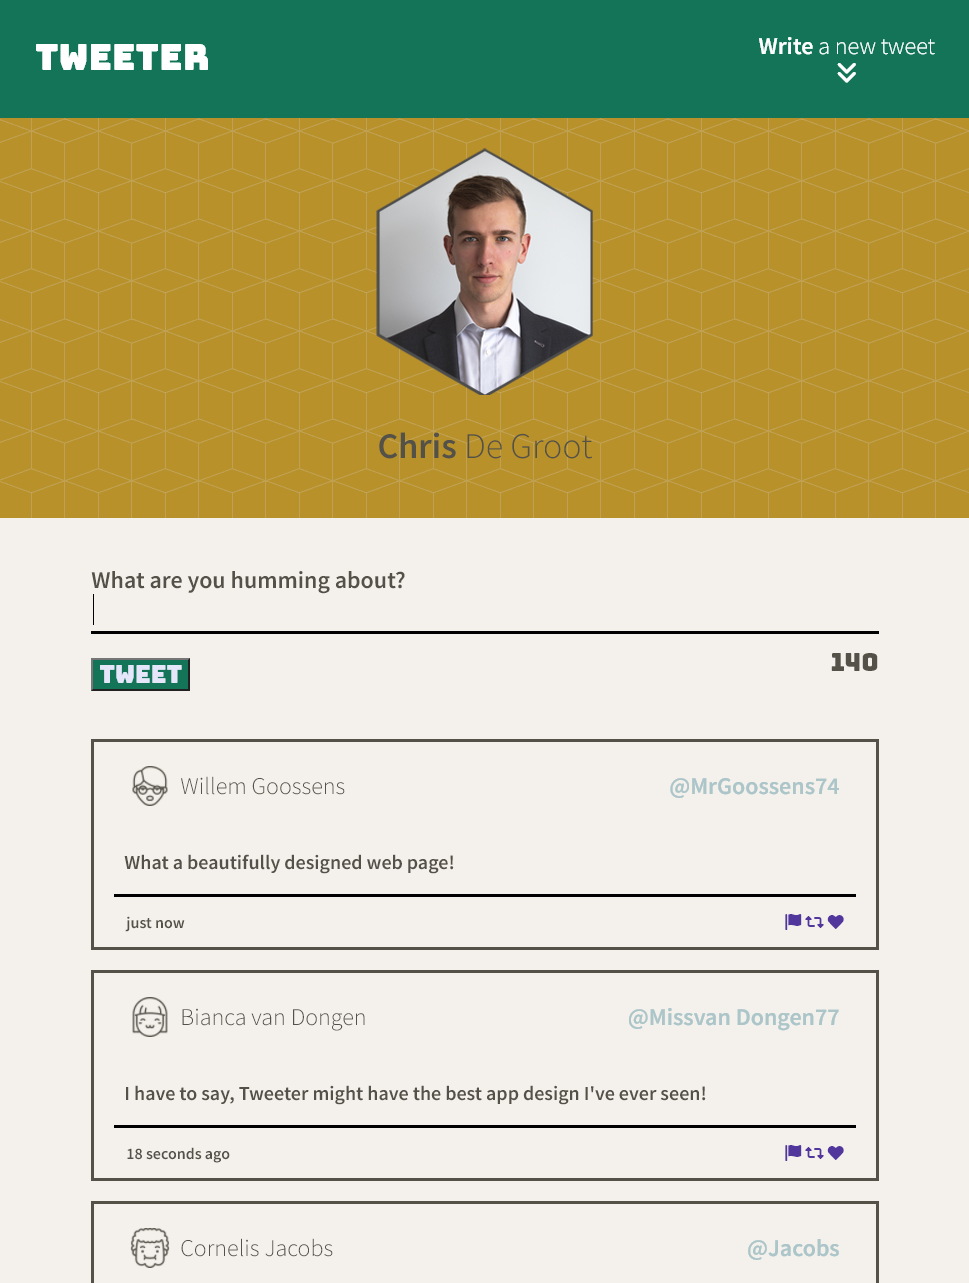 TWEETER
Write a new tweet
Chris De Groot
What are you humming about?
TWEET
140
Willem Goossens
@MrGoossens74
What a beautifully designed web page!
just now
Bianca van Dongen
@Missvan Dongen77
I have to say, Tweeter might have the best app design I've ever seen!
18 seconds ago
Cornelis Jacobs
@Jacobs